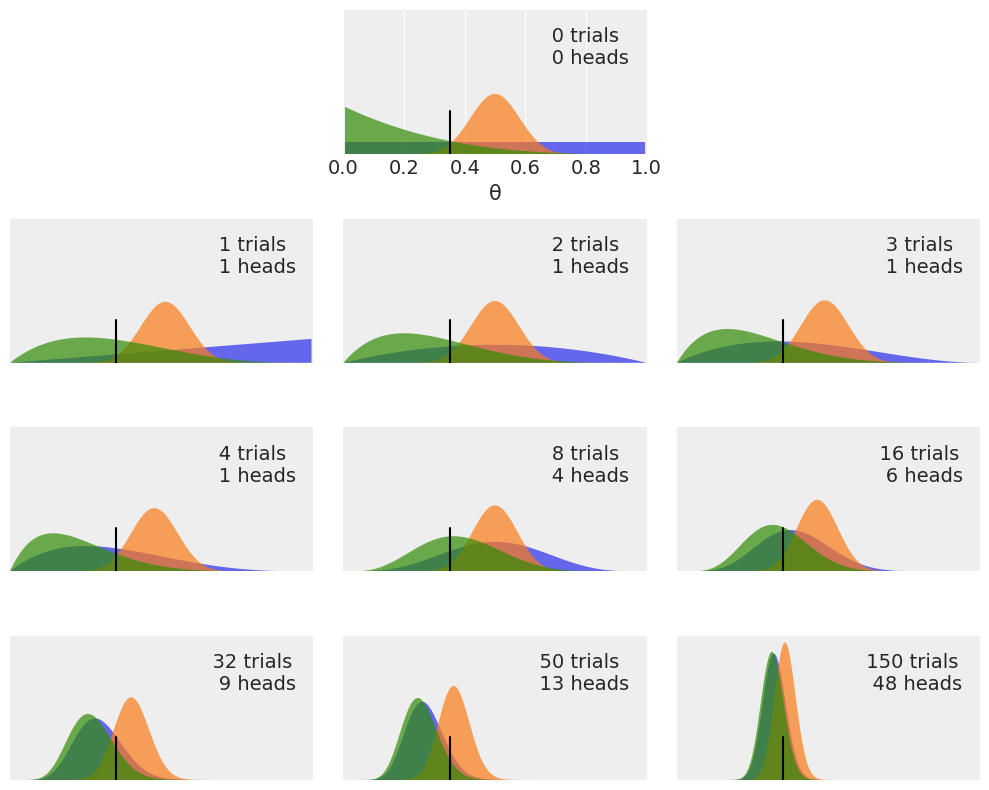 0 trials
0 heads
0.0 0.2 0.4 0.6 0.8 1.0
θ
1 trials
1 heads
2 trials
1 heads
3 trials
1 heads
4 trials
1 heads
8 trials
4 heads
16 trials
6 heads
32 trials
9 heads
50 trials
13 heads
150 trials
48 heads